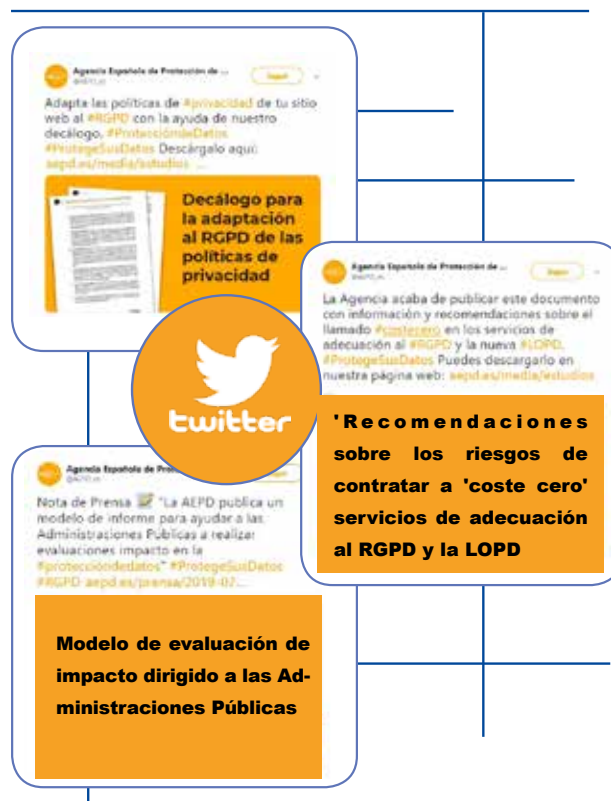 Agencia Española de Protección de ...
Adapta las políticas de #privacidad de tu sitio
web al #RGPD con la ayuda de nuestro
decálogo. #ProteccióndeDatos
#ProtegeSusDatos Descárgalo aquí:
aepd.es/media/estudios ...
Decálogo para
la adaptación
al RGPD de las
políticas de
privacidad
Agencia Española de Protección de ...
La Agencia acaba de publicar este documento
con información y recomendaciones sobre el
llamado #costecero en los servicios de
adecuación al #RGPD y la nueva #LOPD.
#ProtegeSusDatos Puedes descargarlo en
nuestra página web: aepd.es/media/estudios
'Recomendaciones
sobre los riesgos de
contratar a 'coste cero'
servicios de adecuación
al RGPD y la LOPD
twitter
Agencia Española de Pro
Nota de Prensa 📝 "La AEPD publica un
modelo de informe para ayudar a las
Administraciones Públicas a realizar
evaluaciones impacto en la
#proteccióndedatos" #ProtegeSusDatos
#RGPD aepd.es/prensa/2019-07...
Modelo de evaluación de
impacto dirigido a las Ad-
ministraciones Públicas